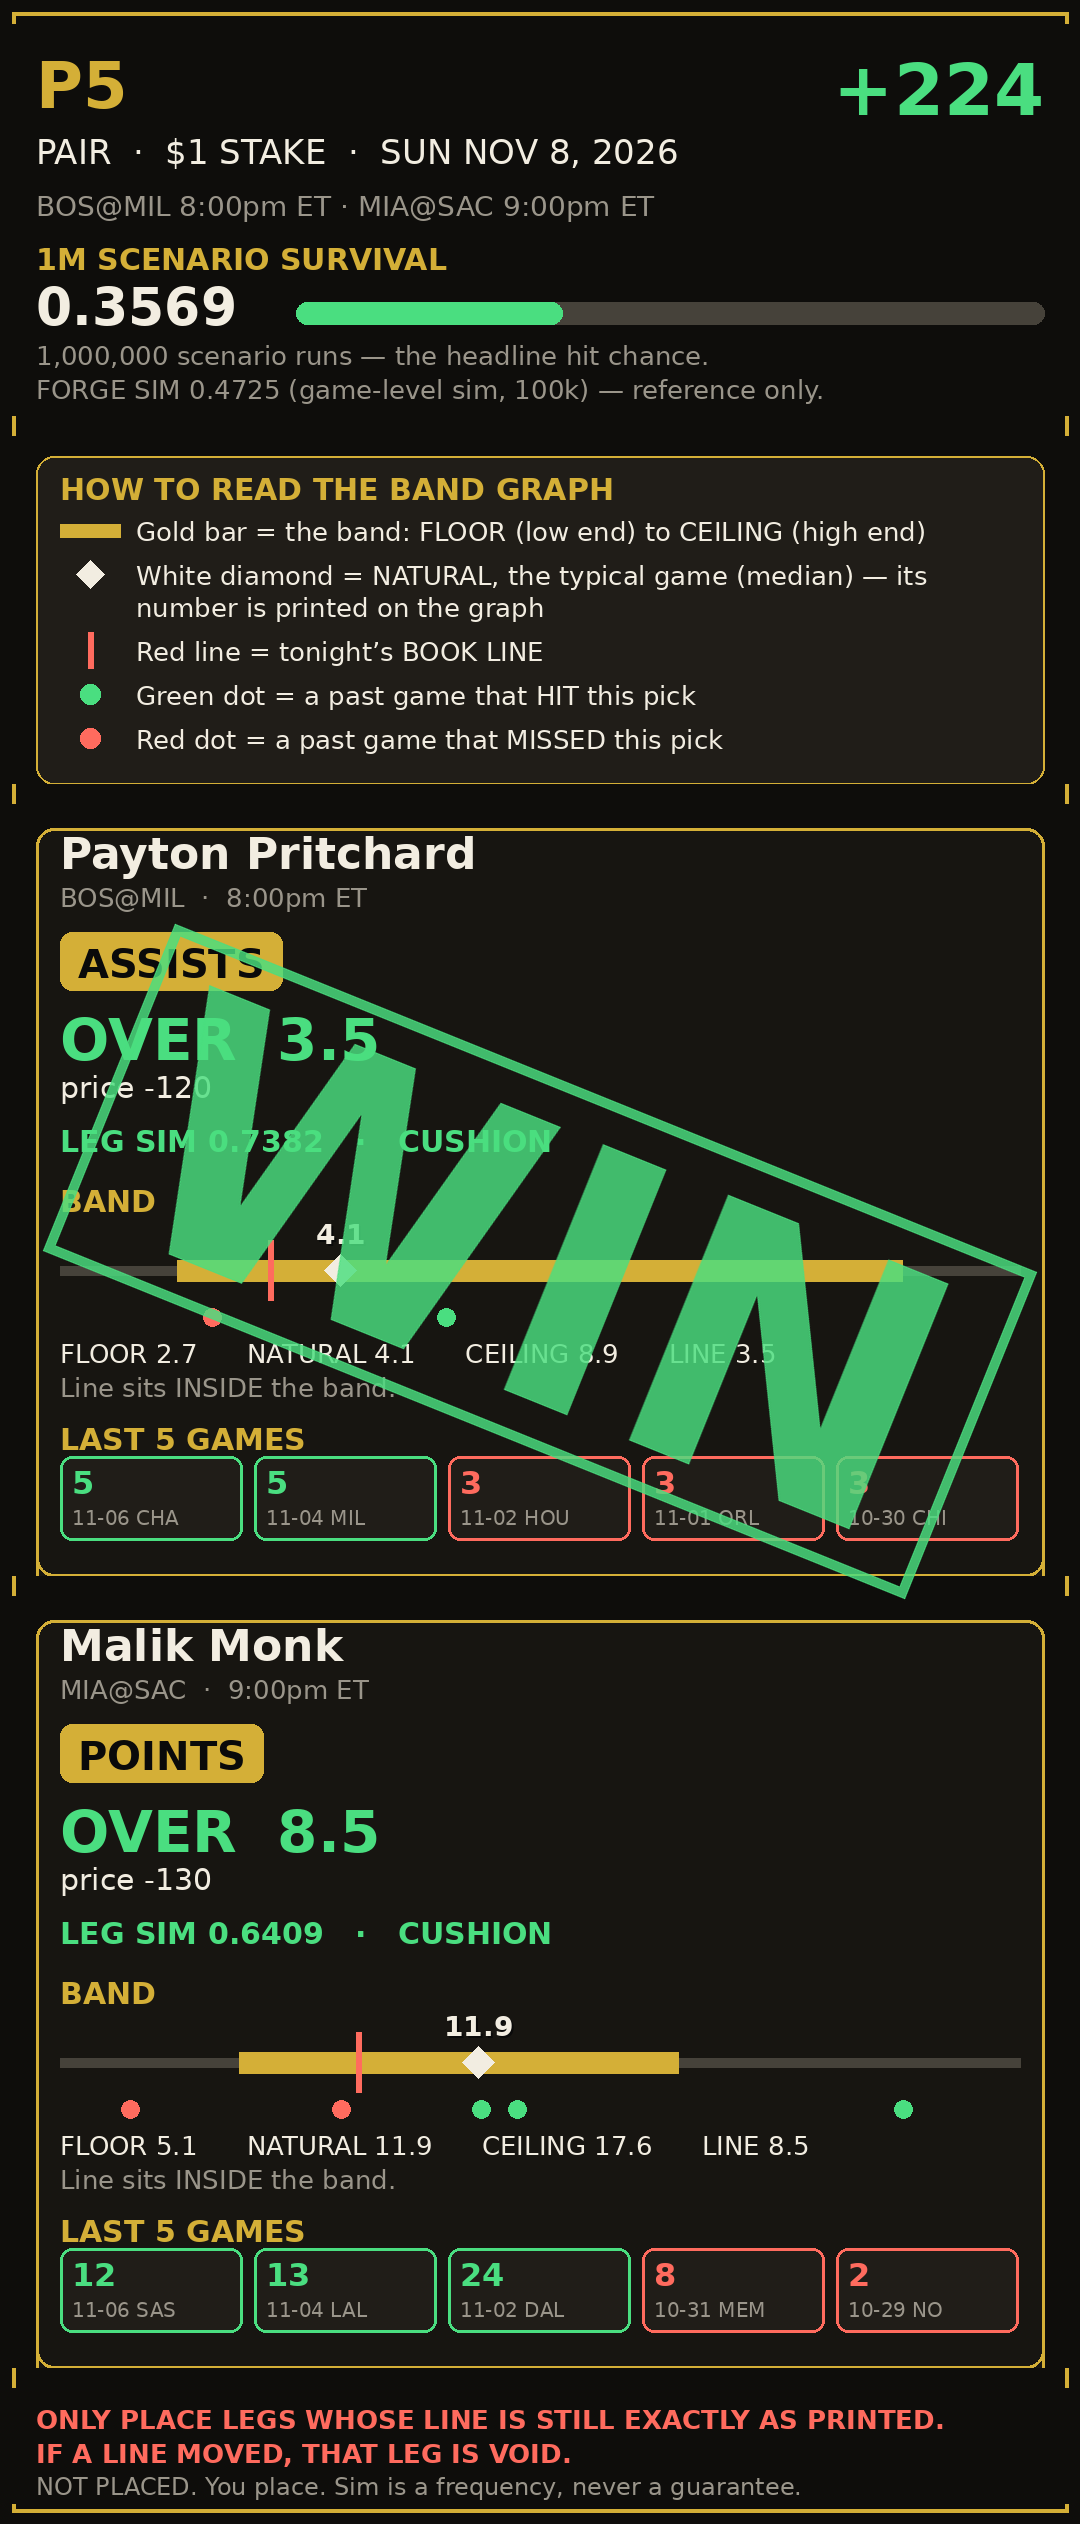 P5
+224
PAIR · $1 STAKE · SUN NOV 8, 2026
BOS@MIL 8:00pm ET · MIA@SAC 9:00pm ET
1M SCENARIO SURVIVAL
0.3569
1,000,000 scenario runs — the headline hit chance.
FORGE SIM 0.4725 (game-level sim, 100k) — reference only.
HOW TO READ THE BAND GRAPH
Gold bar = the band: FLOOR (low end) to CEILING (high end)
White diamond = NATURAL, the typical game (median) — its
number is printed on the graph
Red line = tonight’s BOOK LINE
Green dot = a past game that HIT this pick
Red dot = a past game that MISSED this pick
Payton Pritchard
BOS@MIL · 8:00pm ET
ASSISTS
OVER 3.5
price -120
LEG SIM 0.7382 · CUSHION
BAND
4.1
FLOOR 2.7 NATURAL 4.1 CEILING 8.9 LINE 3.5
Line sits INSIDE the band.
LAST 5 GAMES
5 5 3 3 3
11-06 CHA 11-04 MIL 11-02 HOU 11-01 ORL 10-30 CHI
WIN
Malik Monk
MIA@SAC · 9:00pm ET
POINTS
OVER 8.5
price -130
LEG SIM 0.6409 · CUSHION
BAND
11.9
FLOOR 5.1 NATURAL 11.9 CEILING 17.6 LINE 8.5
Line sits INSIDE the band.
LAST 5 GAMES
12 13 24 8 2
11-06 SAS 11-04 LAL 11-02 DAL 10-31 MEM 10-29 NO
ONLY PLACE LEGS WHOSE LINE IS STILL EXACTLY AS PRINTED.
IF A LINE MOVED, THAT LEG IS VOID.
NOT PLACED. You place. Sim is a frequency, never a guarantee.